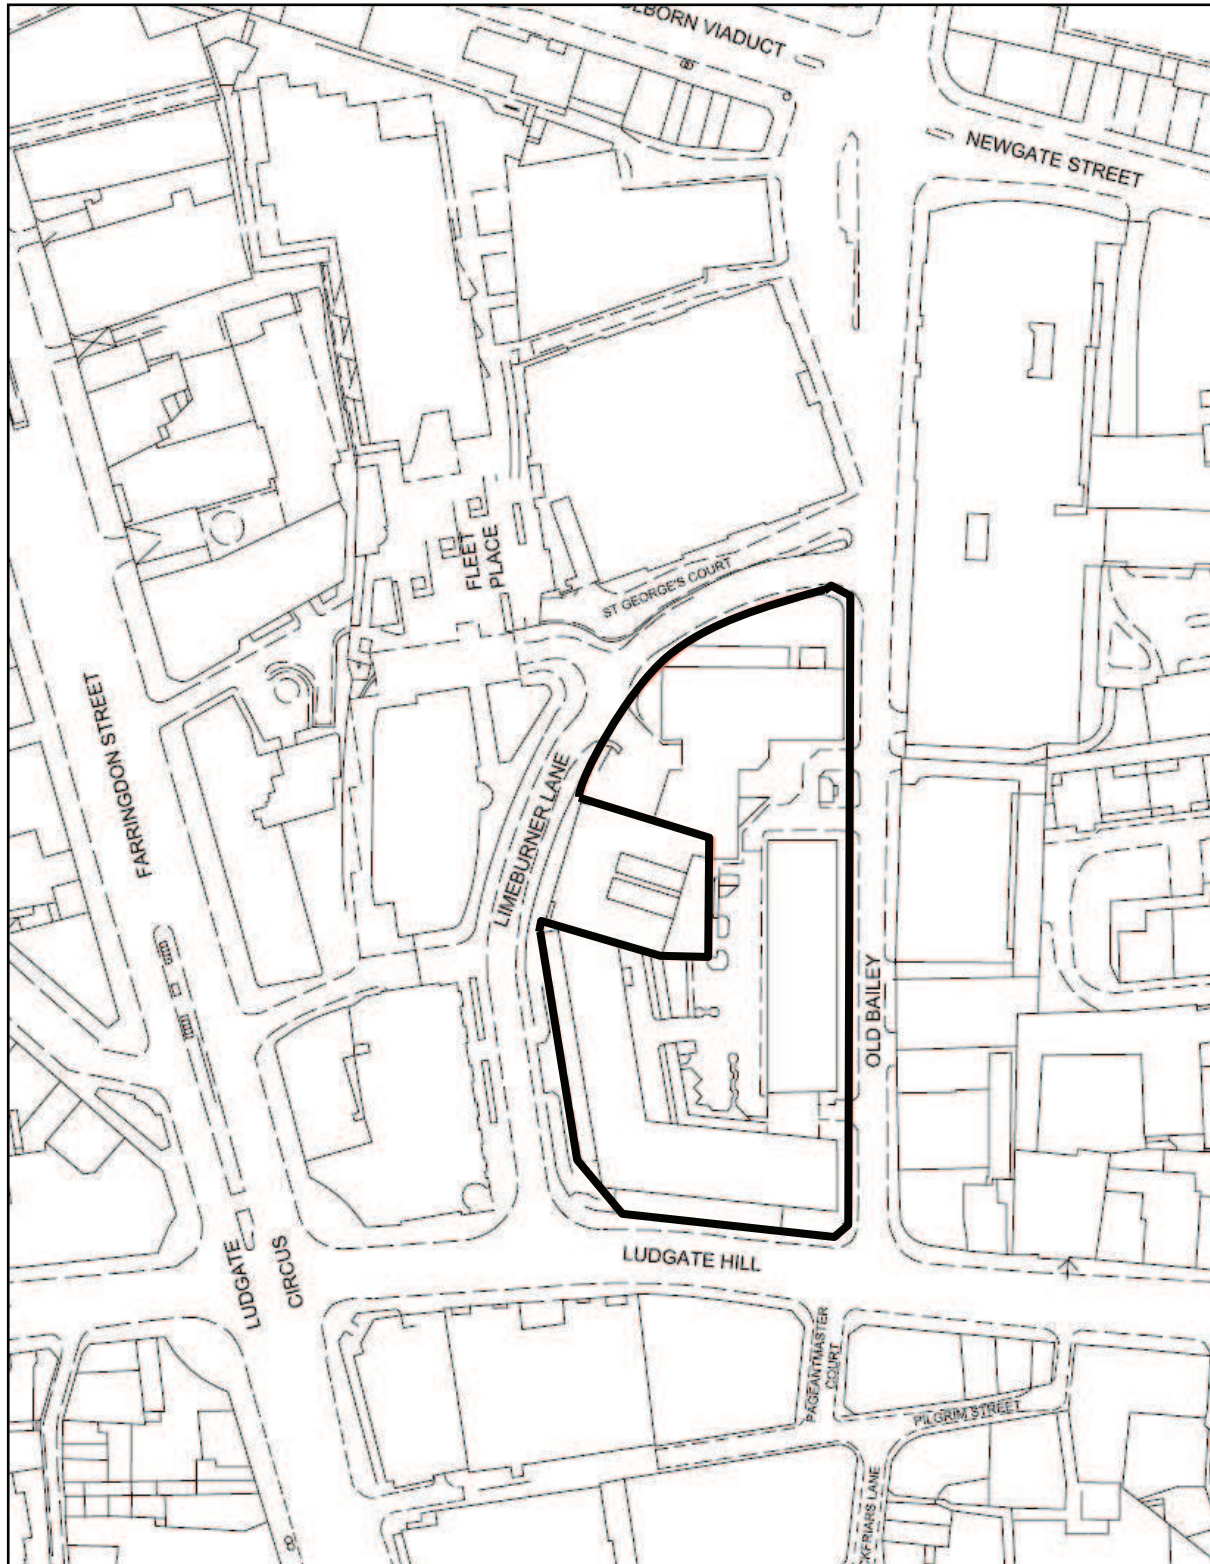 VIADUCT
NEWGATE STREET
FLEET
PLACE
ST GEORGE'S COURT
FARRINGDON STREET
LIMEBURNER LANE
OLD BAILEY
LUDGATE
CIRCUS
LUDGATE HILL
PAGEANTMASTER
COURT
PILGRIM STREET
LANE